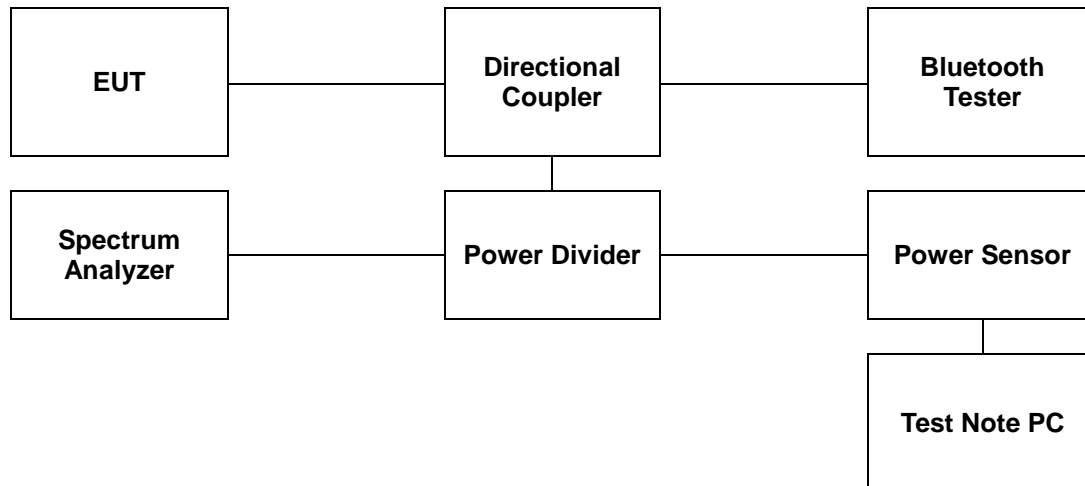 EUT
Directional
Coupler
Bluetooth
Tester
Spectrum
Analyzer
Power Divider
Power Sensor
Test Note PC